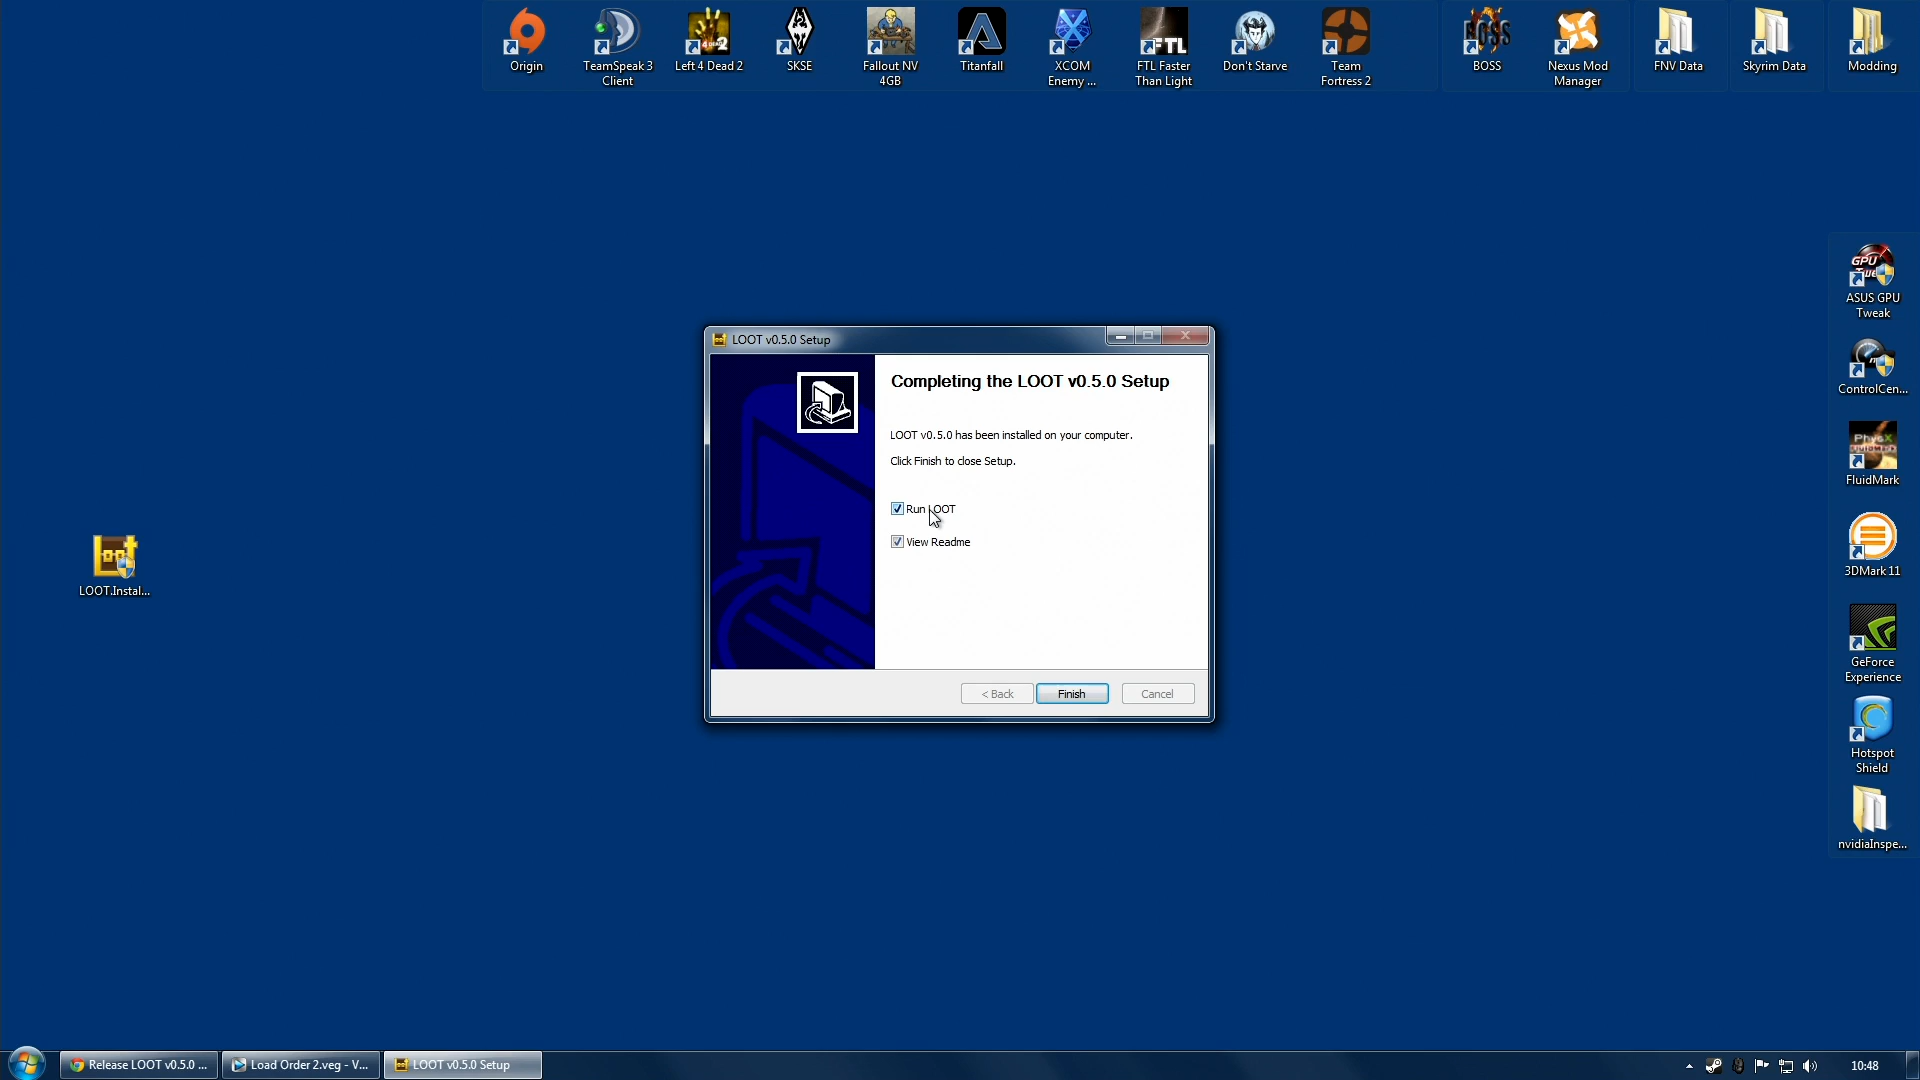 Origin
TeamSpeak 3
Client
Left 4 Dead 2
SKSE
Fallout NV
4GB
Titanfall
XCOM
Enemy ...
FTL Faster
Than Light
Don't Starve
Team
Fortress 2
BOSS
Nexus Mod
Manager
FNV Data
Skyrim Data
Modding
ASUS GPU
Tweak
ControlCen...
FluidMark
3DMark 11
GeForce
Experience
Hotspot
Shield
nvidiaInspe...
LOOT.Instal...
LOOT v0.5.0 Setup
Completing the LOOT v0.5.0 Setup
LOOT v0.5.0 has been installed on your computer.
Click Finish to close Setup.
Run LOOT
View Readme
< Back
Finish
Cancel
Release LOOT v0.5.0 ...
Load Order 2.veg - V...
LOOT v0.5.0 Setup
10:48